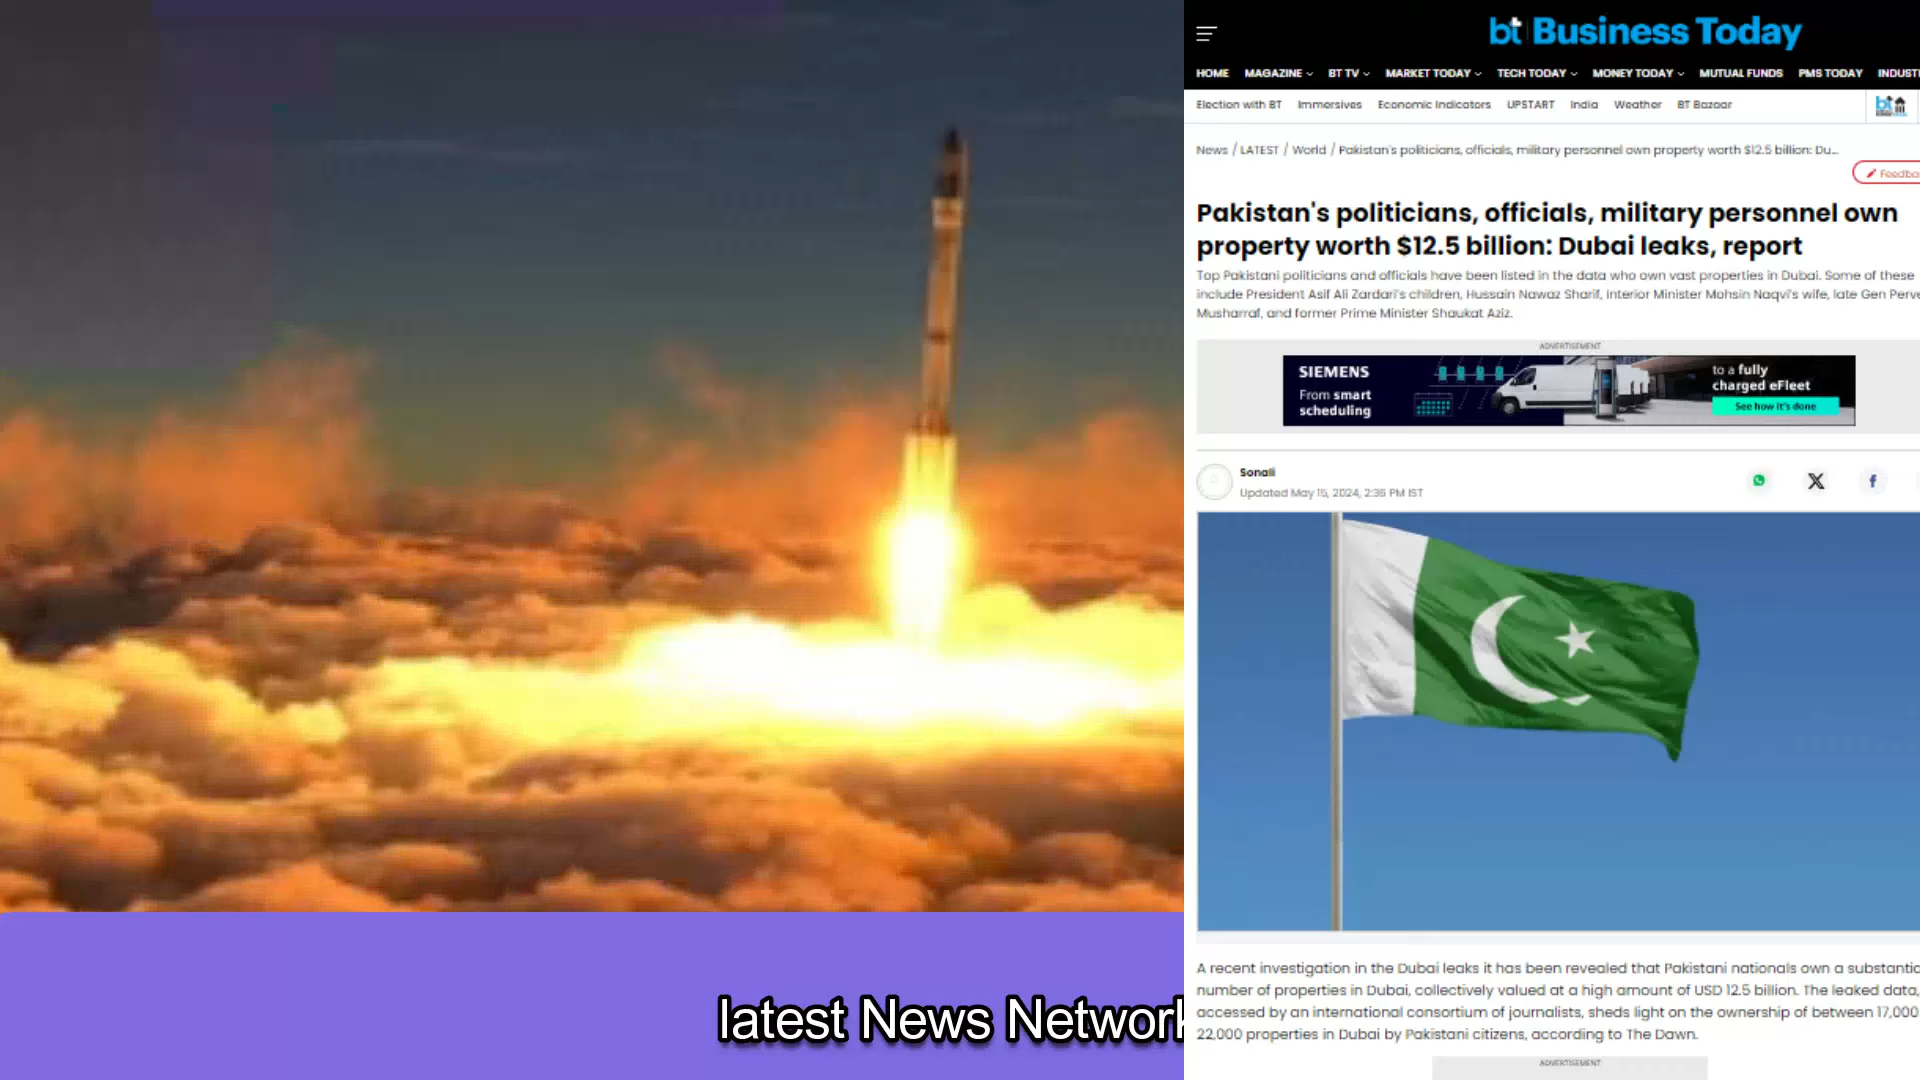 latest News Network
bt Business Today
HOME MAGAZINE BT TV MARKET TODAY TECH TODAY MONEY TODAY MUTUAL FUNDS PMS TODAY
Election with BT Immersives Economic Indicators UPSTART India Weather BT Bazaar
News / LATEST / World / Pakistan's politicians, officials, military personnel own property worth $12.5 billion: Du...
Pakistan's politicians, officials, military personnel own
property worth $12.5 billion: Dubai leaks, report
Top Pakistani politicians and officials have been listed in the data who own vast properties in Dubai. Some of these
include President Asif Ali Zardari's children, Hussain Nawaz Sharif, Interior Minister Mohsin Naqvi's wife, late Gen
Musharraf, and former Prime Minister Shaukat Aziz.
ADVERTISEMENT
SIEMENS
From smart
scheduling
to a fully
charged eFleet
See how it's done
Sonali
Updated May 15, 2024, 2:36 PM IST
A recent investigation in the Dubai leaks it has been revealed that Pakistani nationals own a
number of properties in Dubai, collectively valued at a high amount of USD 12.5 billion. The leaked data,
accessed by an international consortium of journalists, sheds light on the ownership of between 17,000
22,000 properties in Dubai by Pakistani citizens, according to The Dawn.
ADVERTISEMENT